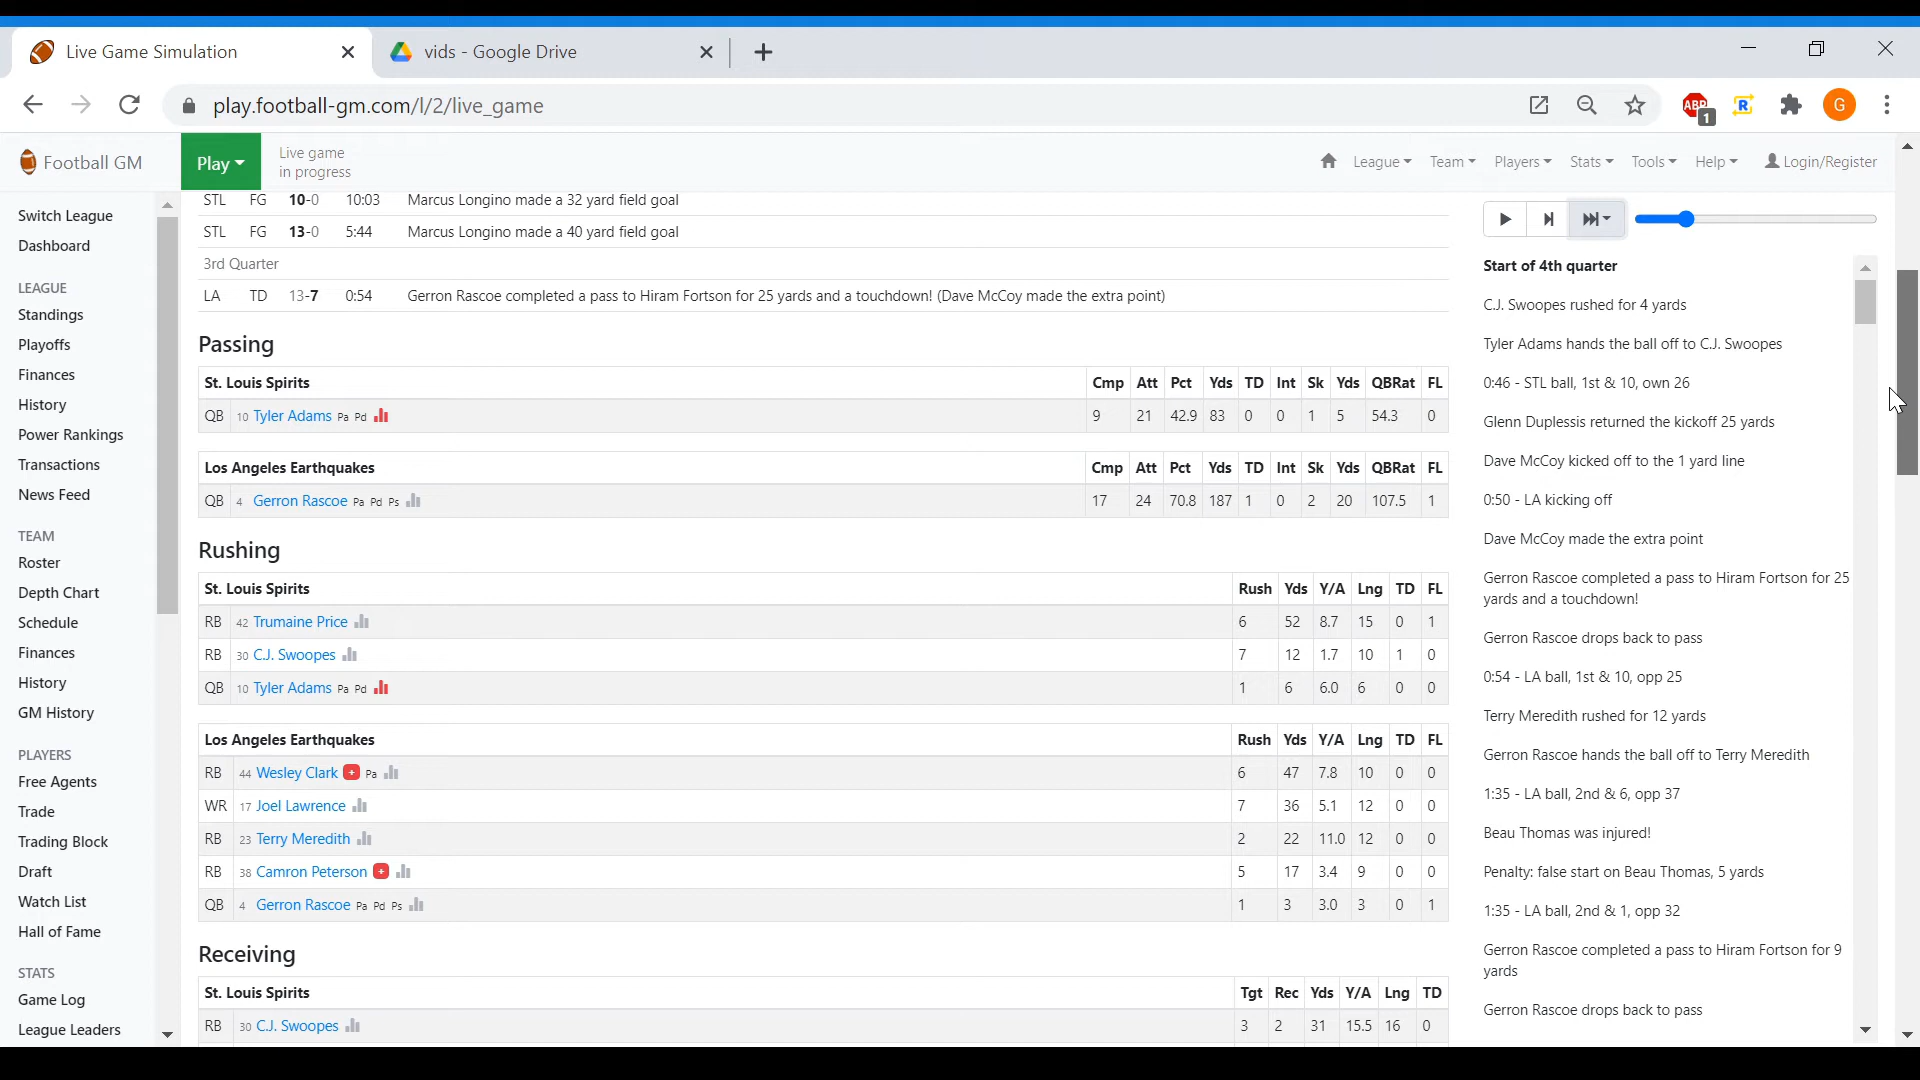 Live Game Simulation
vids - Google Drive
play.football-gm.com/l/2/live_game
ABP
1
R
G
Football GM
Play
Live game
in progress
League
Team
Players
Stats
Tools
Help
Login/Register
Switch League
Dashboard
LEAGUE
Standings
Playoffs
Finances
History
Power Rankings
Transactions
News Feed
TEAM
Roster
Depth Chart
Schedule
Finances
History
GM History
PLAYERS
Free Agents
Trade
Trading Block
Draft
Watch List
Hall of Fame
STATS
Game Log
League Leaders
STL FG 10-0 10:03 Marcus Longino made a 32 yard field goal
STL FG 13-0 5:44 Marcus Longino made a 40 yard field goal
3rd Quarter
LA TD 13-7 0:54 Gerron Rascoe completed a pass to Hiram Fortson for 25 yards and a touchdown! (Dave McCoy made the extra point)
Passing
St. Louis Spirits Cmp Att Pct Yds TD Int Sk Yds QBRat FL
QB 10 Tyler Adams Pa Pd 9 21 42.9 83 0 0 1 5 54.3 0
Los Angeles Earthquakes Cmp Att Pct Yds TD Int Sk Yds QBRat FL
QB 4 Gerron Rascoe Pa Pd Ps 17 24 70.8 187 1 0 2 20 107.5 1
Rushing
St. Louis Spirits Rush Yds Y/A Lng TD FL
RB 42 Trumaine Price 6 52 8.7 15 0 1
RB 30 C.J. Swoopes 7 12 1.7 10 1 0
QB 10 Tyler Adams Pa Pd 1 6 6.0 6 0 0
Los Angeles Earthquakes Rush Yds Y/A Lng TD FL
RB 44 Wesley Clark Pa 6 47 7.8 10 0 0
WR 17 Joel Lawrence 7 36 5.1 12 0 0
RB 23 Terry Meredith 2 22 11.0 12 0 0
RB 38 Camron Peterson 5 17 3.4 9 0 0
QB 4 Gerron Rascoe Pa Pd Ps 1 3 3.0 3 0 1
Receiving
St. Louis Spirits Tgt Rec Yds Y/A Lng TD
RB 30 C.J. Swoopes 3 2 31 15.5 16 0
Start of 4th quarter
C.J. Swoopes rushed for 4 yards
Tyler Adams hands the ball off to C.J. Swoopes
0:46 - STL ball, 1st & 10, own 26
Glenn Duplessis returned the kickoff 25 yards
Dave McCoy kicked off to the 1 yard line
0:50 - LA kicking off
Dave McCoy made the extra point
Gerron Rascoe completed a pass to Hiram Fortson for 25
yards and a touchdown!
Gerron Rascoe drops back to pass
0:54 - LA ball, 1st & 10, opp 25
Terry Meredith rushed for 12 yards
Gerron Rascoe hands the ball off to Terry Meredith
1:35 - LA ball, 2nd & 6, opp 37
Beau Thomas was injured!
Penalty: false start on Beau Thomas, 5 yards
1:35 - LA ball, 2nd & 1, opp 32
Gerron Rascoe completed a pass to Hiram Fortson for 9
yards
Gerron Rascoe drops back to pass